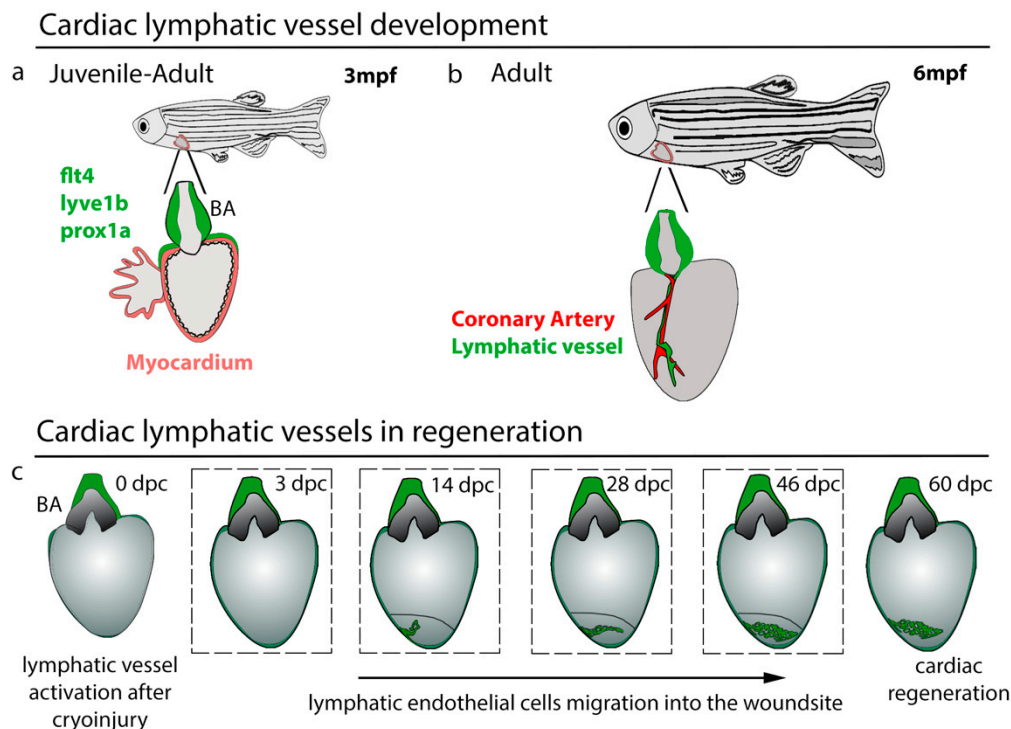 Cardiac lymphatic vessel development
a Juvenile-Adult 3mpf
b Adult 6mpf
flt4
lyve1b
prox1a
BA
Myocardium
Coronary Artery
Lymphatic vessel
Cardiac lymphatic vessels in regeneration
c
BA
0 dpc
3 dpc
14 dpc
28 dpc
46 dpc
60 dpc
lymphatic vessel
activation after
cryoinjury
lymphatic endothelial cells migration into the woundsite
cardiac
regeneration